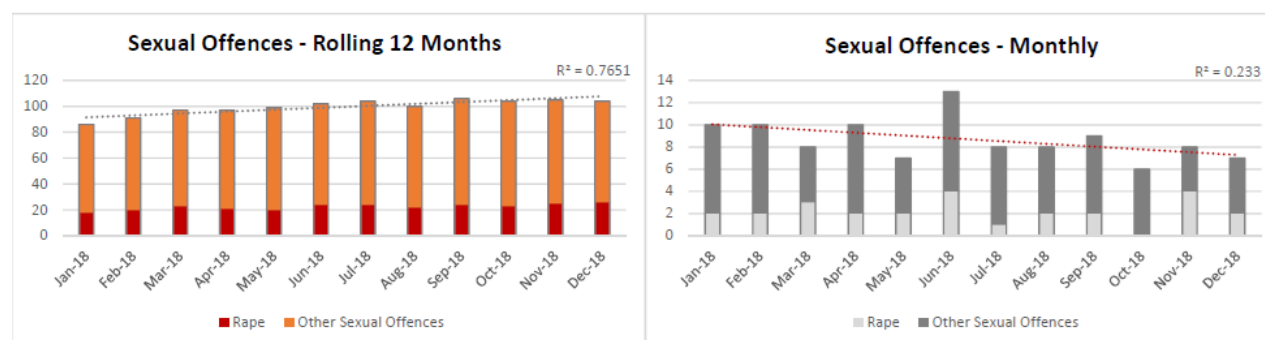 Sexual Offences - Rolling 12 Months
R² = 0.7651
120
100
80
60
40
20
0
Jan-18 Feb-18 Mar-18 Apr-18 May-18 Jun-18 Jul-18 Aug-18 Sep-18 Oct-18 Nov-18 Dec-18
Rape Other Sexual Offences
Sexual Offences - Monthly
R² = 0.233
14
12
10
8
6
4
2
0
Jan-18 Feb-18 Mar-18 Apr-18 May-18 Jun-18 Jul-18 Aug-18 Sep-18 Oct-18 Nov-18 Dec-18
Rape Other Sexual Offences